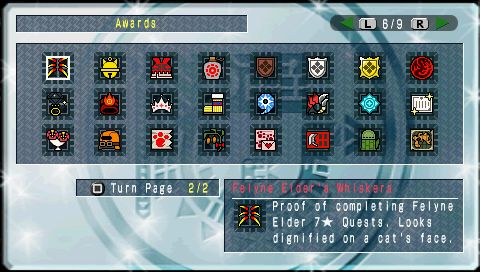 Awards
L 6/9 R
Turn Page 2/2
Felyne Elder's Whiskers
Proof of completing Felyne
Elder 7★ Quests. Looks
dignified on a cat's face.